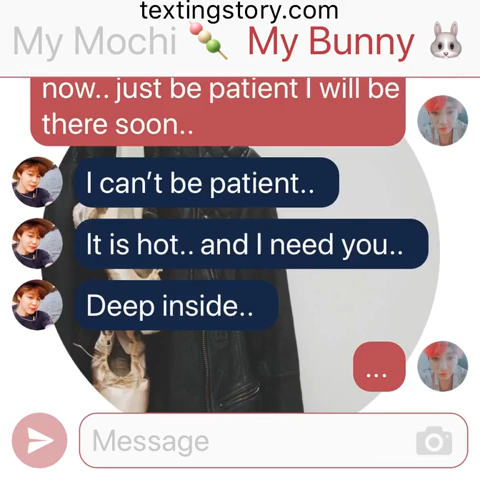 textingstory.com
My Mochi 🍡 My Bunny 🐰
now.. just be patient I will be
there soon..
I can't be patient..
It is hot.. and I need you..
Deep inside..
...
Message